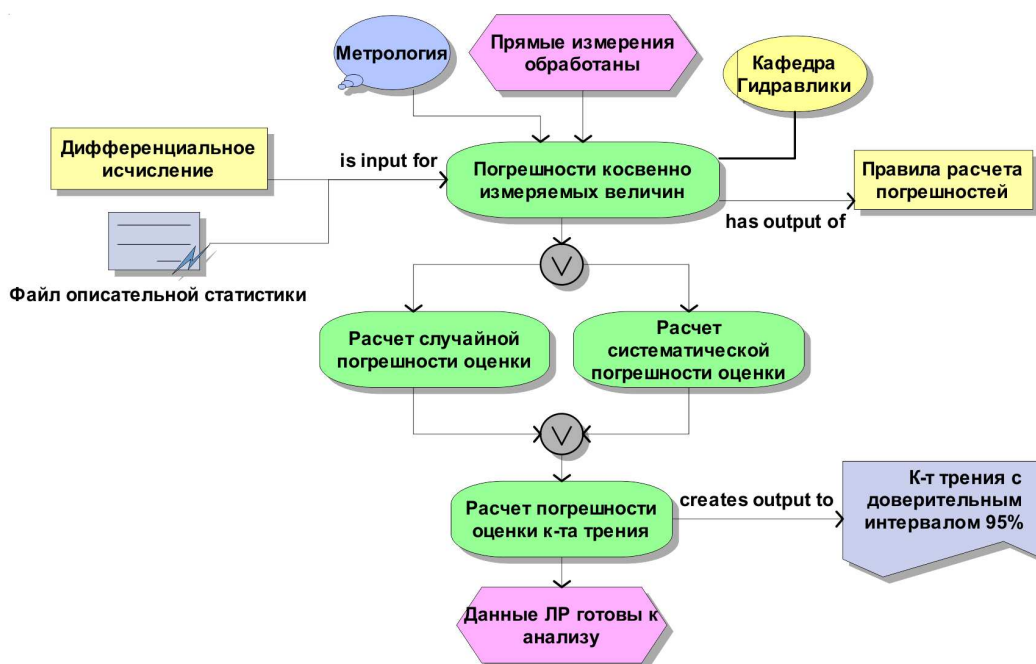 Метрология
Прямые измерения
обработаны
Кафедра
Гидравлики
Дифференциальное
исчисление
is input for
Погрешности косвенно
измеряемых величин
Правила расчета
погрешностей
has output of
Файл описательной статистики
Расчет случайной
погрешности оценки
Расчет
систематической
погрешности оценки
Расчет погрешности
оценки к-та трения
creates output to
К-т трения с
доверительным
интервалом 95%
Данные ЛР готовы к
анализу